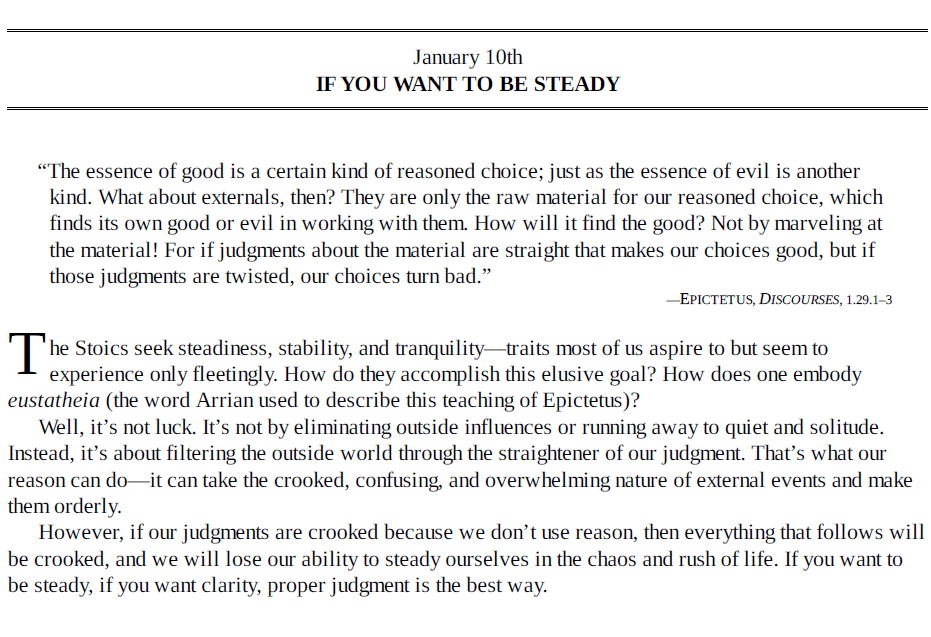 January 10th
IF YOU WANT TO BE STEADY
“The essence of good is a certain kind of reasoned choice; just as the essence of evil is another
kind. What about externals, then? They are only the raw material for our reasoned choice, which
finds its own good or evil in working with them. How will it find the good? Not by marveling at
the material! For if judgments about the material are straight that makes our choices good, but if
those judgments are twisted, our choices turn bad.”
—EPICTETUS, DISCOURSES, 1.29.1–3
The Stoics seek steadiness, stability, and tranquility—traits most of us aspire to but seem to
experience only fleetingly. How do they accomplish this elusive goal? How does one embody
eustatheia (the word Arrian used to describe this teaching of Epictetus)?
Well, it’s not luck. It’s not by eliminating outside influences or running away to quiet and solitude.
Instead, it’s about filtering the outside world through the straightener of our judgment. That’s what our
reason can do—it can take the crooked, confusing, and overwhelming nature of external events and make
them orderly.
However, if our judgments are crooked because we don’t use reason, then everything that follows will
be crooked, and we will lose our ability to steady ourselves in the chaos and rush of life. If you want to
be steady, if you want clarity, proper judgment is the best way.